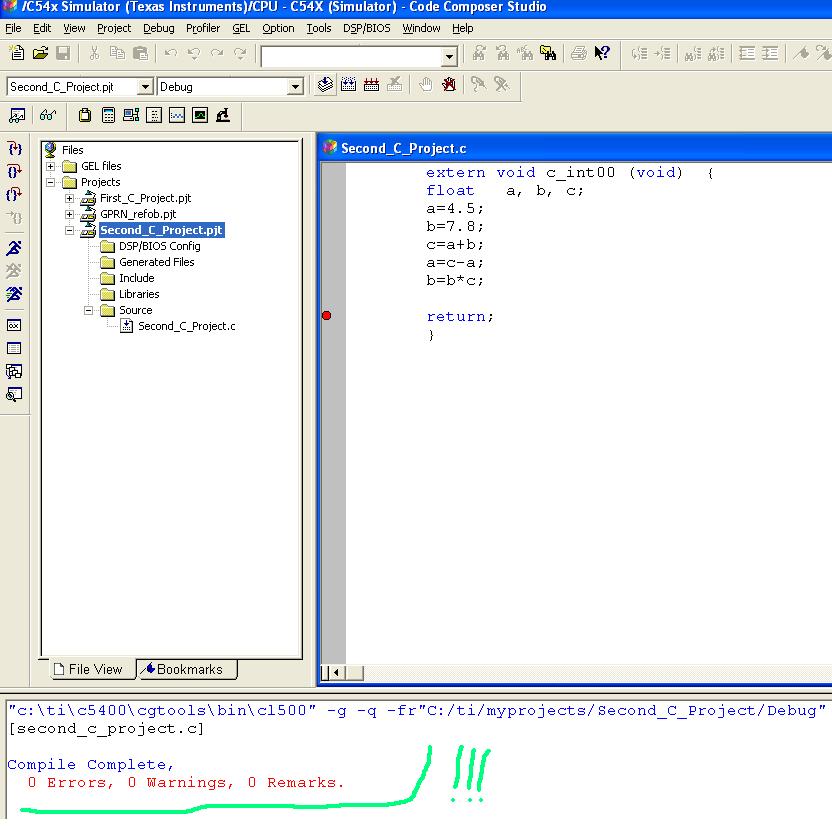 /C54x Simulator (Texas Instruments)/CPU - C54X (Simulator) - Code Composer Studio
File Edit View Project Debug Profiler GEL Option Tools DSP/BIOS Window Help
Second_C_Project.pjt Debug
Files
GEL files
Projects
First_C_Project.pjt
GPRN_refob.pjt
Second_C_Project.pjt
DSP/BIOS Config
Generated Files
Include
Libraries
Source
Second_C_Project.c
File View Bookmarks
Second_C_Project.c
extern void c_int00 (void) {
float a, b, c;
a=4.5;
b=7.8;
c=a+b;
a=c-a;
b=b*c;
return;
}
"c:\ti\c5400\cgtools\bin\cl500" -g -q -fr"C:/ti/myprojects/Second_C_Project/Debug"
[second_c_project.c]
Compile Complete,
0 Errors, 0 Warnings, 0 Remarks.
!!!